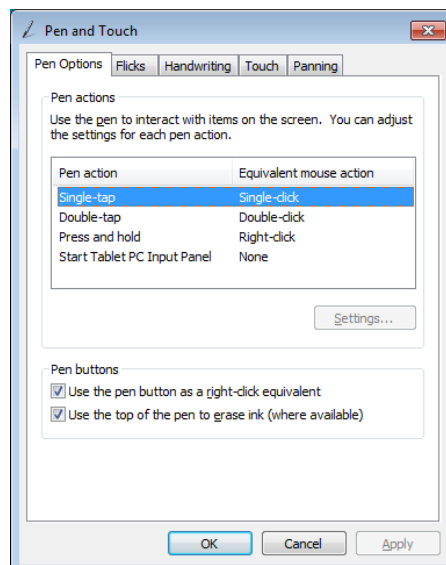 Pen and Touch
Pen Options Flicks Handwriting Touch Panning
Pen actions
Use the pen to interact with items on the screen. You can adjust
the settings for each pen action.
Pen action Equivalent mouse action
Single-tap Single-click
Double-tap Double-click
Press and hold Right-click
Start Tablet PC Input Panel None
Settings...
Pen buttons
Use the pen button as a right-click equivalent
Use the top of the pen to erase ink (where available)
OK Cancel Apply